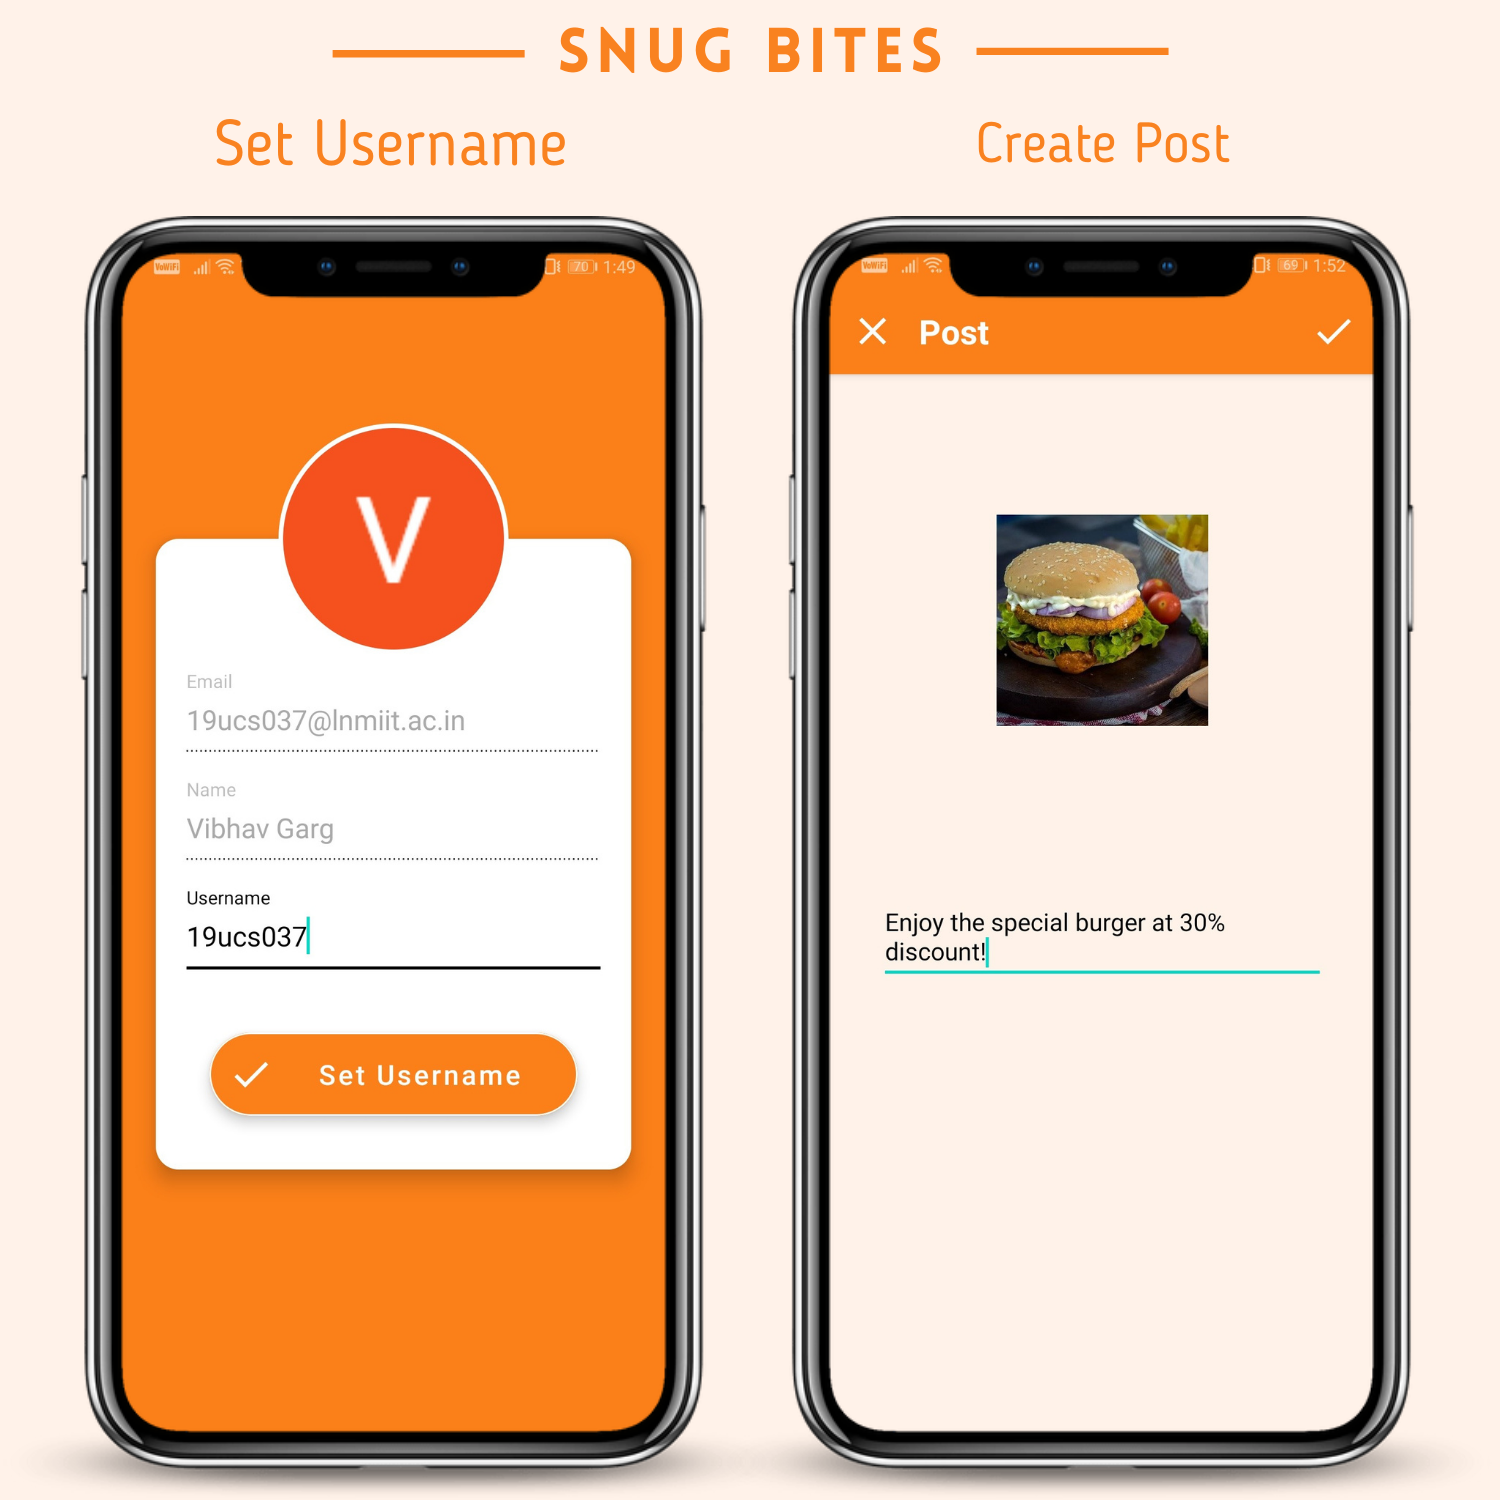 SNUG BITES
Set Username
Create Post
VoWiFi
70
1:49
V
Email
19ucs037@lnmiit.ac.in
Name
Vibhav Garg
Username
19ucs037
Set Username
VoWiFi
69
1:52
Post
Enjoy the special burger at 30%
discount!